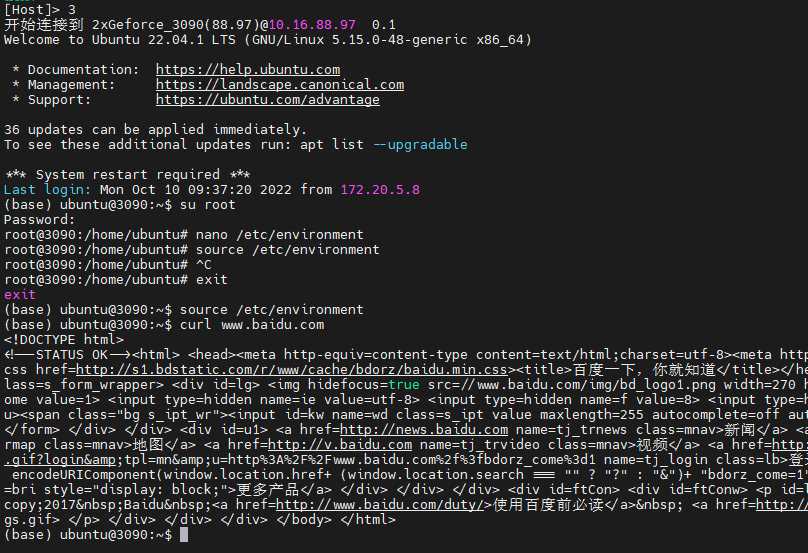 [Host]> 3
开始连接到 2xGeforce_3090(88.97)@10.16.88.97  0.1
Welcome to Ubuntu 22.04.1 LTS (GNU/Linux 5.15.0-48-generic x86_64)
 * Documentation:  https://help.ubuntu.com
 * Management:     https://landscape.canonical.com
 * Support:        https://ubuntu.com/advantage
36 updates can be applied immediately.
To see these additional updates run: apt list --upgradable
*** System restart required ***
Last login: Mon Oct 10 09:37:20 2022 from 172.20.5.8
(base) ubuntu@3090:~$ su root
Password:
root@3090:/home/ubuntu# nano /etc/environment
root@3090:/home/ubuntu# source /etc/environment
root@3090:/home/ubuntu# ^C
root@3090:/home/ubuntu# exit
exit
(base) ubuntu@3090:~$ source /etc/environment
(base) ubuntu@3090:~$ curl www.baidu.com
<!DOCTYPE html>
<!--STATUS OK--><html> <head><meta http-equiv=content-type content=text/html;charset=utf-8><meta http
css href=http://s1.bdstatic.com/r/www/cache/bdorz/baidu.min.css><title>百度一下，你就知道</title></he
lass=s_form_wrapper> <div id=lg> <img hidefocus=true src=//www.baidu.com/img/bd_logo1.png width=270 h
ome value=1> <input type=hidden name=ie value=utf-8> <input type=hidden name=f value=8> <input type=h
u><span class="bg s_ipt_wr"><input id=kw name=wd class=s_ipt value maxlength=255 autocomplete=off aut
</form> </div> </div> <div id=u1> <a href=http://news.baidu.com name=tj_trnews class=mnav>新闻</a> <a
rmap class=mnav>地图</a> <a href=http://v.baidu.com name=tj_trvideo class=mnav>视频</a> <a href=http:
.gif?login&amp;tpl=mn&amp;u=http%3A%2F%2Fwww.baidu.com%2f%3fbdorz_come%3d1 name=tj_login class=lb>登
 encodeURIComponent(window.location.href+ (window.location.search === "" ? "?" : "&")+ "bdorz_come=1"
=bri style="display: block;">更多产品</a> </div> </div> </div> <div id=ftCon> <div id=ftConw> <p id=l
copy;2017&nbsp;Baidu&nbsp;<a href=http://www.baidu.com/duty/>使用百度前必读</a>&nbsp; <a href=http://
gs.gif> </p> </div> </div> </div> </body> </html>
(base) ubuntu@3090:~$